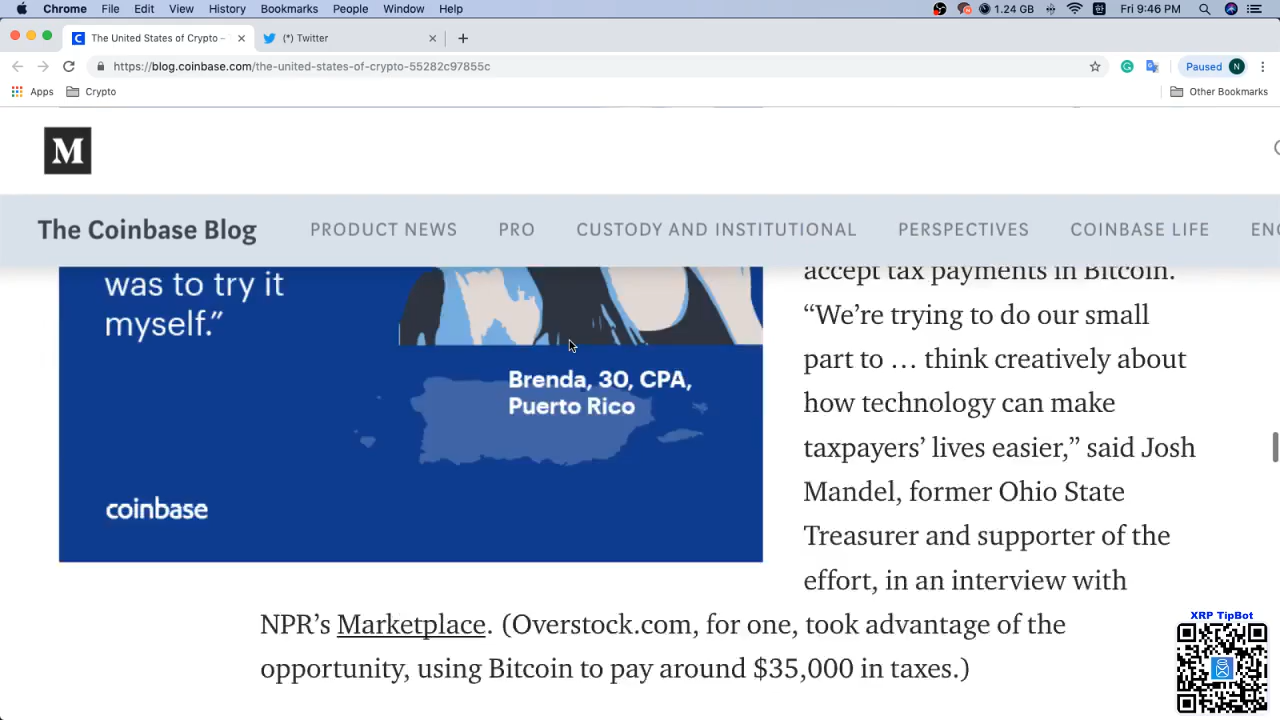 Chrome File Edit View History Bookmarks People Window Help 1.24 GB Fri 9:46 PM
The United States of Crypto – (*) Twitter
https://blog.coinbase.com/the-united-states-of-crypto-55282c97855c Paused N
Apps Crypto Other Bookmarks
M
The Coinbase Blog PRODUCT NEWS PRO CUSTODY AND INSTITUTIONAL PERSPECTIVES COINBASE LIFE
was to try it
myself.”
Brenda, 30, CPA,
Puerto Rico
coinbase
accept tax payments in Bitcoin.
“We’re trying to do our small
part to … think creatively about
how technology can make
taxpayers’ lives easier,” said Josh
Mandel, former Ohio State
Treasurer and supporter of the
effort, in an interview with
NPR’s Marketplace. (Overstock.com, for one, took advantage of the
opportunity, using Bitcoin to pay around $35,000 in taxes.)
XRP TipBot